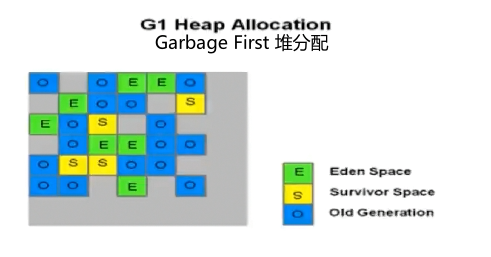 G1 Heap Allocation
Garbage First 堆分配
O O E E O
E O O S
E O S O
O E E O O
O S S O O
O O E O
E Eden Space
S Survivor Space
O Old Generation